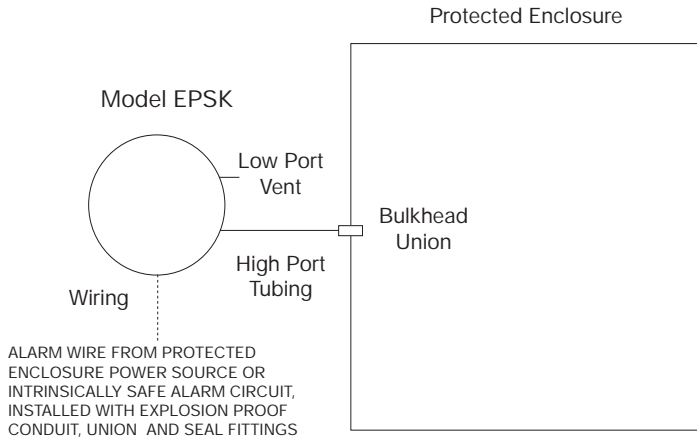 Protected Enclosure
Model EPSK
Low Port
Vent
Bulkhead
Union
High Port
Tubing
Wiring
ALARM WIRE FROM PROTECTED
ENCLOSURE POWER SOURCE OR
INTRINSICALLY SAFE ALARM CIRCUIT,
INSTALLED WITH EXPLOSION PROOF
CONDUIT, UNION AND SEAL FITTINGS